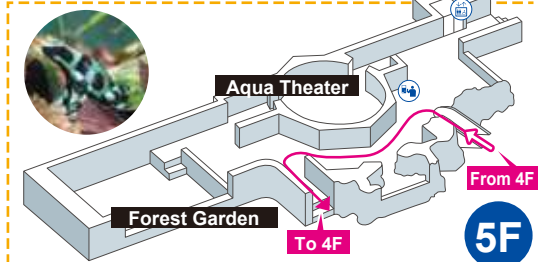 Aqua Theater
From 4F
Forest Garden
To 4F
5F